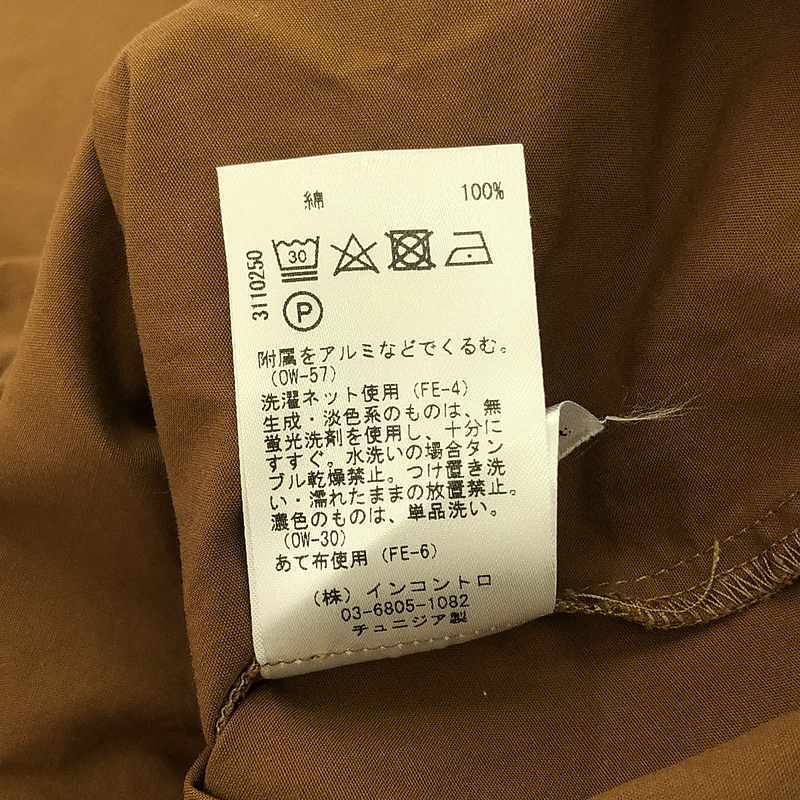 綿 100%
3110250
30
P
附属をアルミなどでくるむ。
(OW-57)
洗濯ネット使用(FE-4)
生成・淡色系のものは、無
蛍光洗剤を使用し、十分に
すすぐ。水洗いの場合タン
ブル乾燥禁止。つけ置き洗
い・濡れたままの放置禁止。
濃色のものは、単品洗い。
(OW-30)
あて布使用(FE-6)
(株)インコントロ
03-6805-1082
チュニジア製